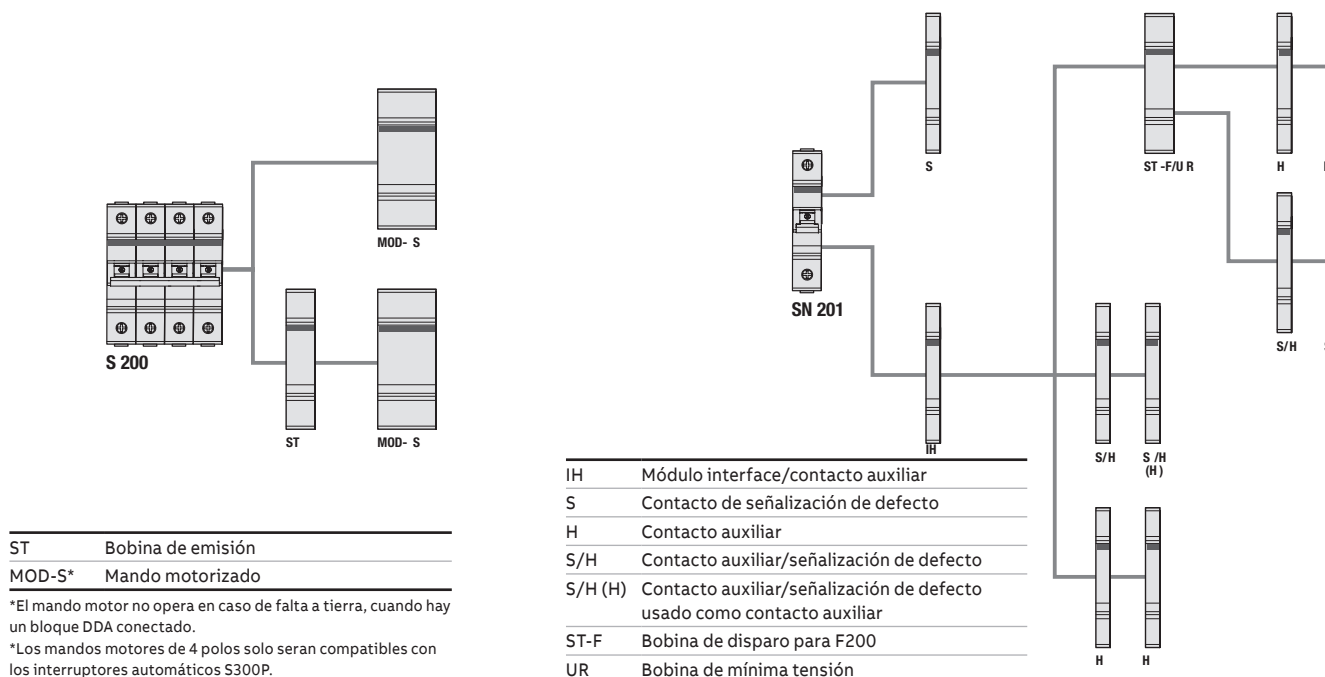 MOD- S
S 200
ST
MOD- S
ST Bobina de emisión
MOD-S* Mando motorizado
*El mando motor no opera en caso de falta a tierra, cuando hay
un bloque DDA conectado.
*Los mandos motores de 4 polos solo seran compatibles con
los interruptores automáticos S300P.
S
SN 201
IH
ST -F/U R
H
S/H
S/H
S /H
(H)
H
H
IH Módulo interface/contacto auxiliar
S Contacto de señalización de defecto
H Contacto auxiliar
S/H Contacto auxiliar/señalización de defecto
S/H (H) Contacto auxiliar/señalización de defecto
usado como contacto auxiliar
ST-F Bobina de disparo para F200
UR Bobina de mínima tensión